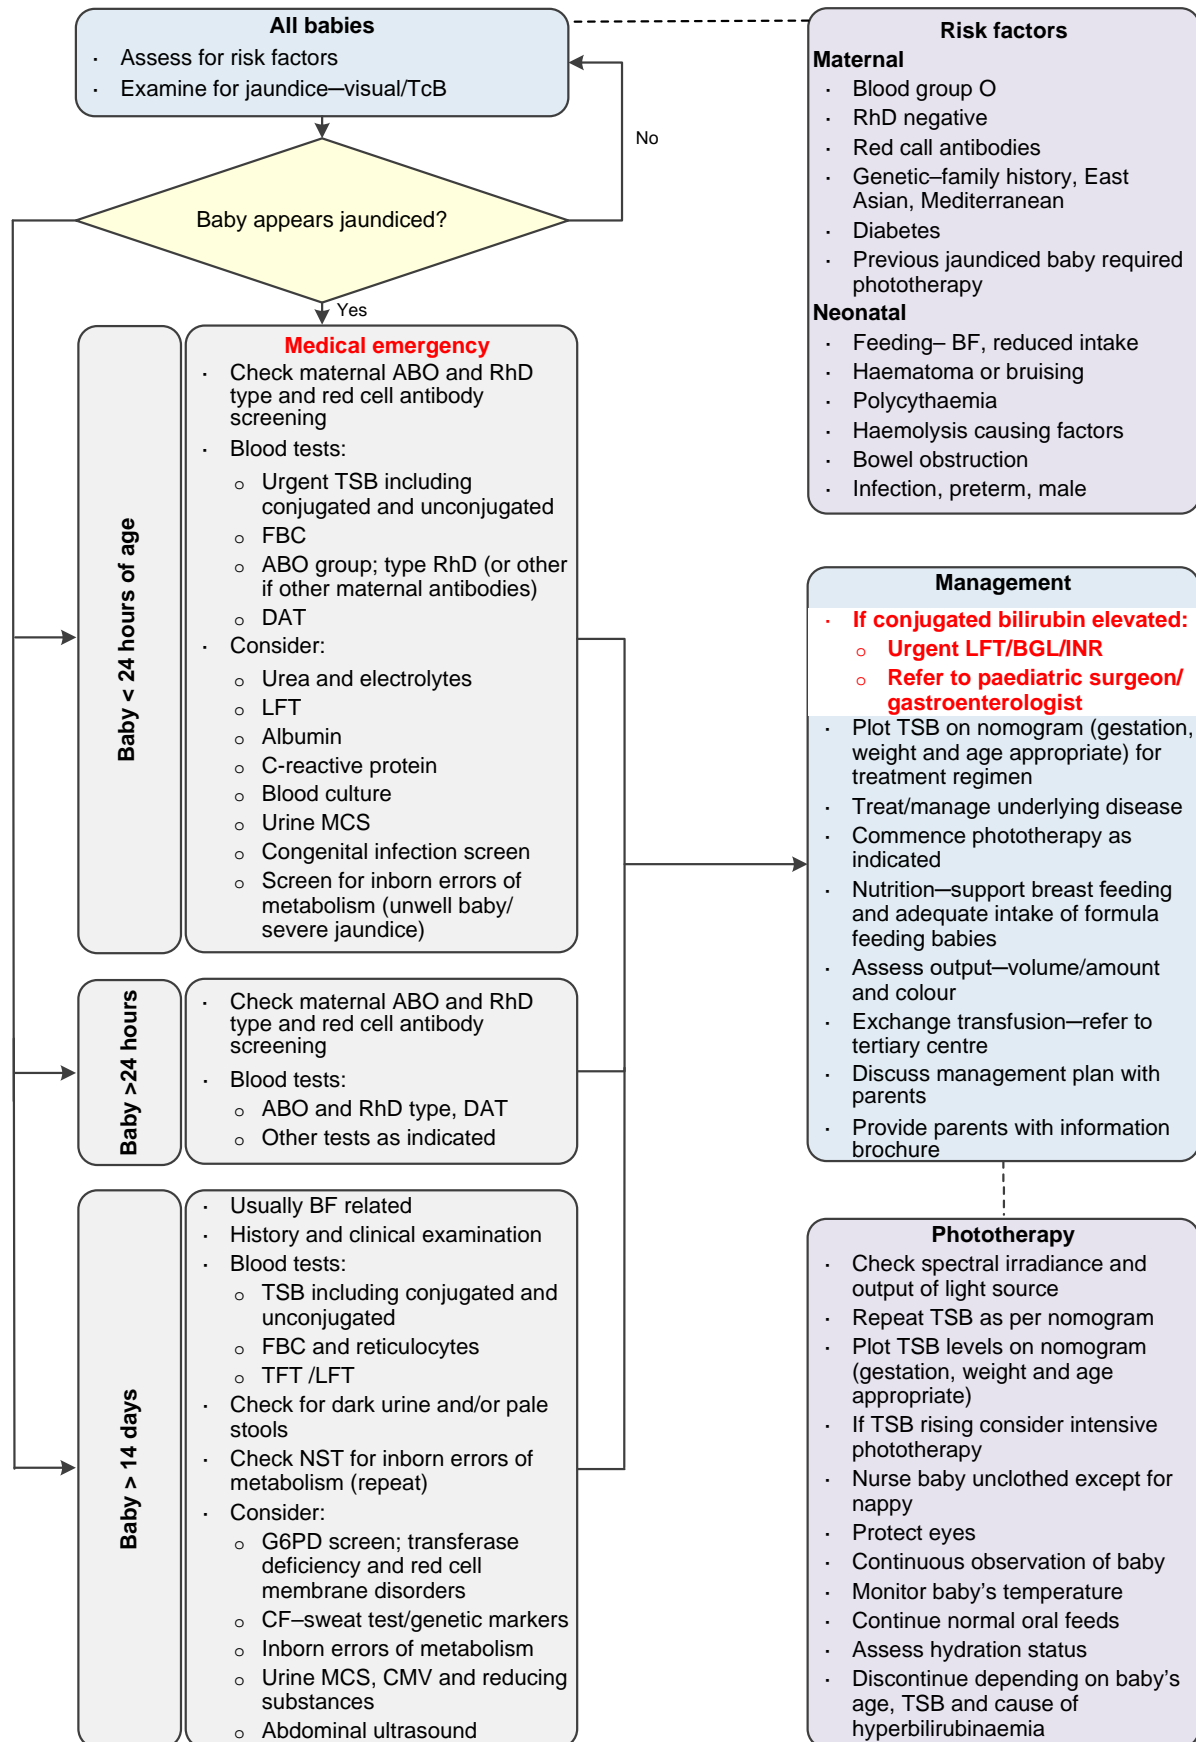 All babies
· Assess for risk factors
· Examine for jaundice—visual/TcB
No
Baby appears jaundiced?
Yes
Baby < 24 hours of age
Medical emergency
· Check maternal ABO and RhD
type and red cell antibody
screening
· Blood tests:
o Urgent TSB including
conjugated and unconjugated
o FBC
o ABO group; type RhD (or other
if other maternal antibodies)
o DAT
· Consider:
o Urea and electrolytes
o LFT
o Albumin
o C-reactive protein
o Blood culture
o Urine MCS
o Congenital infection screen
o Screen for inborn errors of
metabolism (unwell baby/
severe jaundice)
Baby >24 hours
· Check maternal ABO and RhD
type and red cell antibody
screening
· Blood tests:
o ABO and RhD type, DAT
o Other tests as indicated
Baby > 14 days
· Usually BF related
· History and clinical examination
· Blood tests:
o TSB including conjugated and
unconjugated
o FBC and reticulocytes
o TFT /LFT
· Check for dark urine and/or pale
stools
· Check NST for inborn errors of
metabolism (repeat)
· Consider:
o G6PD screen; transferase
deficiency and red cell
membrane disorders
o CF–sweat test/genetic markers
o Inborn errors of metabolism
o Urine MCS, CMV and reducing
substances
o Abdominal ultrasound
Risk factors
Maternal
· Blood group O
· RhD negative
· Red call antibodies
· Genetic–family history, East
Asian, Mediterranean
· Diabetes
· Previous jaundiced baby required
phototherapy
Neonatal
· Feeding– BF, reduced intake
· Haematoma or bruising
· Polycythaemia
· Haemolysis causing factors
· Bowel obstruction
· Infection, preterm, male
Management
· If conjugated bilirubin elevated:
o Urgent LFT/BGL/INR
o Refer to paediatric surgeon/
gastroenterologist
· Plot TSB on nomogram (gestation,
weight and age appropriate) for
treatment regimen
· Treat/manage underlying disease
· Commence phototherapy as
indicated
· Nutrition—support breast feeding
and adequate intake of formula
feeding babies
· Assess output—volume/amount
and colour
· Exchange transfusion—refer to
tertiary centre
· Discuss management plan with
parents
· Provide parents with information
brochure
Phototherapy
· Check spectral irradiance and
output of light source
· Repeat TSB as per nomogram
· Plot TSB levels on nomogram
(gestation, weight and age
appropriate)
· If TSB rising consider intensive
phototherapy
· Nurse baby unclothed except for
nappy
· Protect eyes
· Continuous observation of baby
· Monitor baby's temperature
· Continue normal oral feeds
· Assess hydration status
· Discontinue depending on baby's
age, TSB and cause of
hyperbilirubinaemia